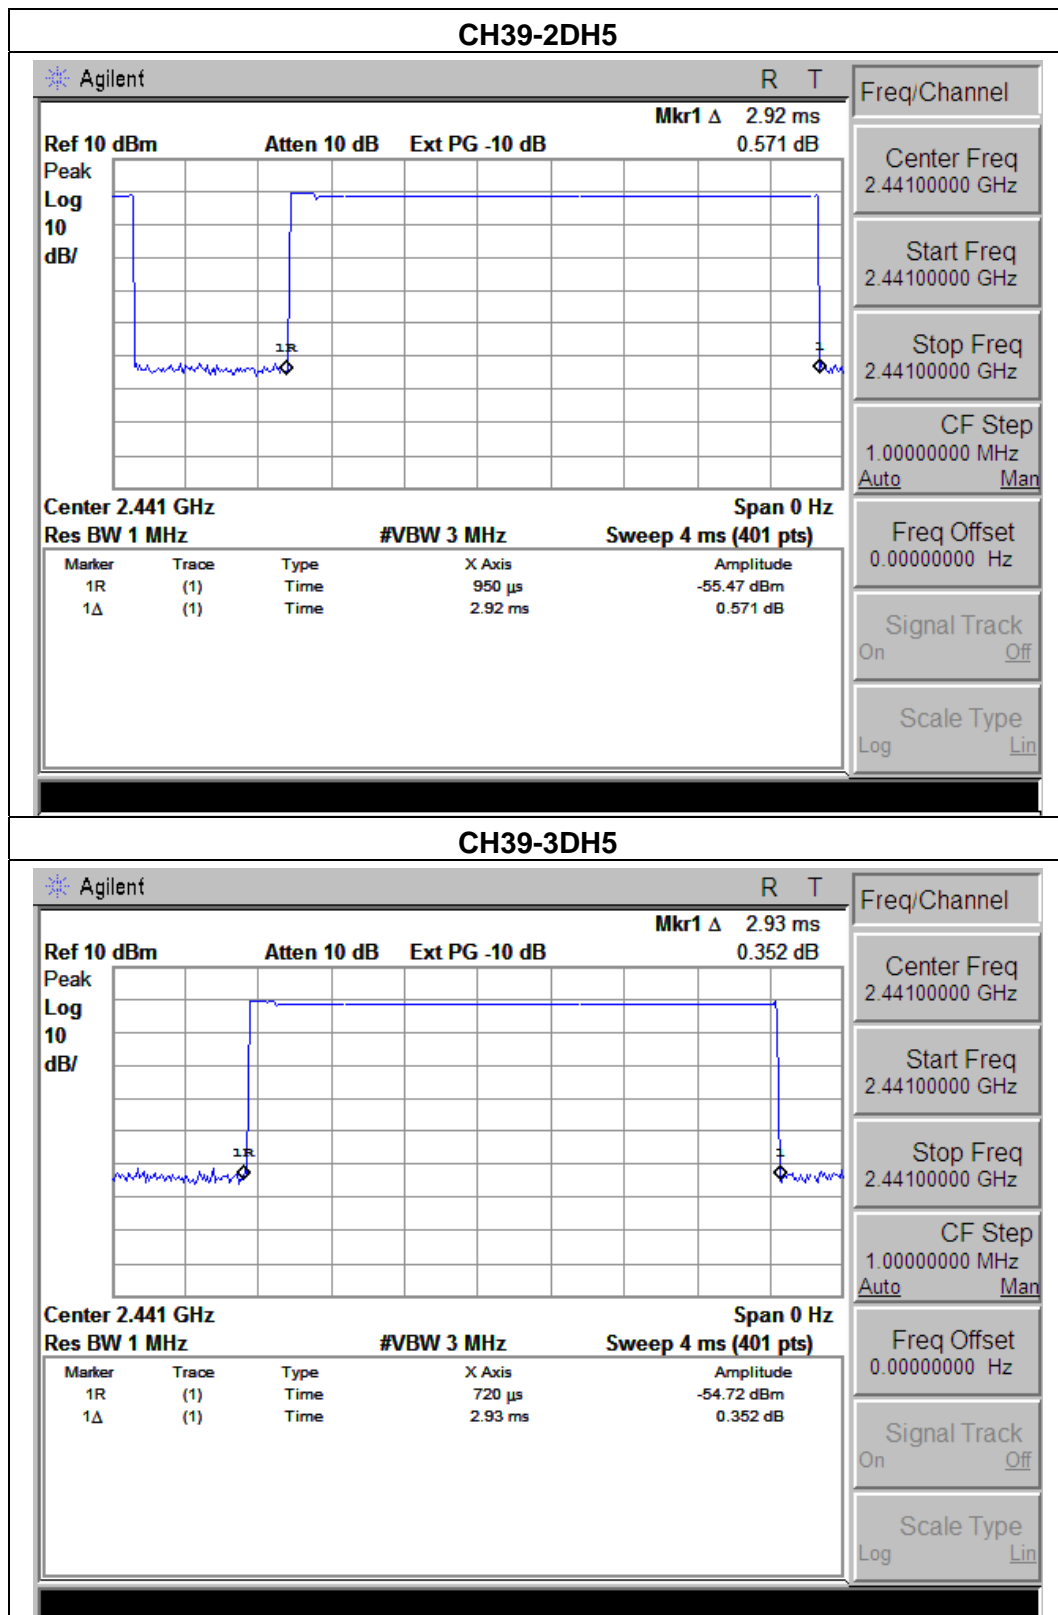 CH39-2DH5
Agilent R T
Freq/Channel
Mkr1 Δ 2.92 ms
Ref 10 dBm Atten 10 dB Ext PG -10 dB 0.571 dB
Peak
Log
10
dB/
1R
1
Center Freq
2.44100000 GHz
Start Freq
2.44100000 GHz
Stop Freq
2.44100000 GHz
CF Step
1.00000000 MHz
Auto Man
Freq Offset
0.00000000 Hz
Signal Track
On Off
Scale Type
Log Lin
Center 2.441 GHz Span 0 Hz
Res BW 1 MHz #VBW 3 MHz Sweep 4 ms (401 pts)
Marker Trace Type X Axis Amplitude
1R (1) Time 950 µs -55.47 dBm
1Δ (1) Time 2.92 ms 0.571 dB
CH39-3DH5
Agilent R T
Freq/Channel
Mkr1 Δ 2.93 ms
Ref 10 dBm Atten 10 dB Ext PG -10 dB 0.352 dB
Peak
Log
10
dB/
1R
1
Center Freq
2.44100000 GHz
Start Freq
2.44100000 GHz
Stop Freq
2.44100000 GHz
CF Step
1.00000000 MHz
Auto Man
Freq Offset
0.00000000 Hz
Signal Track
On Off
Scale Type
Log Lin
Center 2.441 GHz Span 0 Hz
Res BW 1 MHz #VBW 3 MHz Sweep 4 ms (401 pts)
Marker Trace Type X Axis Amplitude
1R (1) Time 720 µs -54.72 dBm
1Δ (1) Time 2.93 ms 0.352 dB